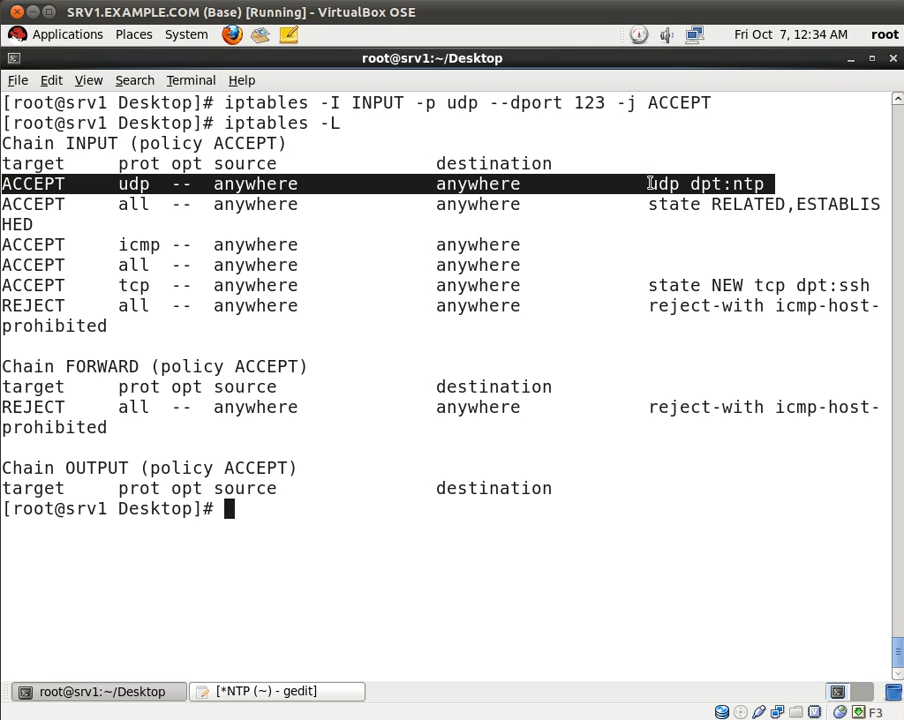 SRV1.EXAMPLE.COM (Base) [Running] - VirtualBox OSE
Applications Places System Fri Oct 7, 12:34 AM root
root@srv1:~/Desktop
File Edit View Search Terminal Help
[root@srv1 Desktop]# iptables -I INPUT -p udp --dport 123 -j ACCEPT
[root@srv1 Desktop]# iptables -L
Chain INPUT (policy ACCEPT)
target prot opt source destination
ACCEPT udp -- anywhere anywhere udp dpt:ntp
ACCEPT all -- anywhere anywhere state RELATED,ESTABLIS
HED
ACCEPT icmp -- anywhere anywhere
ACCEPT all -- anywhere anywhere
ACCEPT tcp -- anywhere anywhere state NEW tcp dpt:ssh
REJECT all -- anywhere anywhere reject-with icmp-host-
prohibited
Chain FORWARD (policy ACCEPT)
target prot opt source destination
REJECT all -- anywhere anywhere reject-with icmp-host-
prohibited
Chain OUTPUT (policy ACCEPT)
target prot opt source destination
[root@srv1 Desktop]#
root@srv1:~/Desktop [*NTP (~) - gedit]
F3